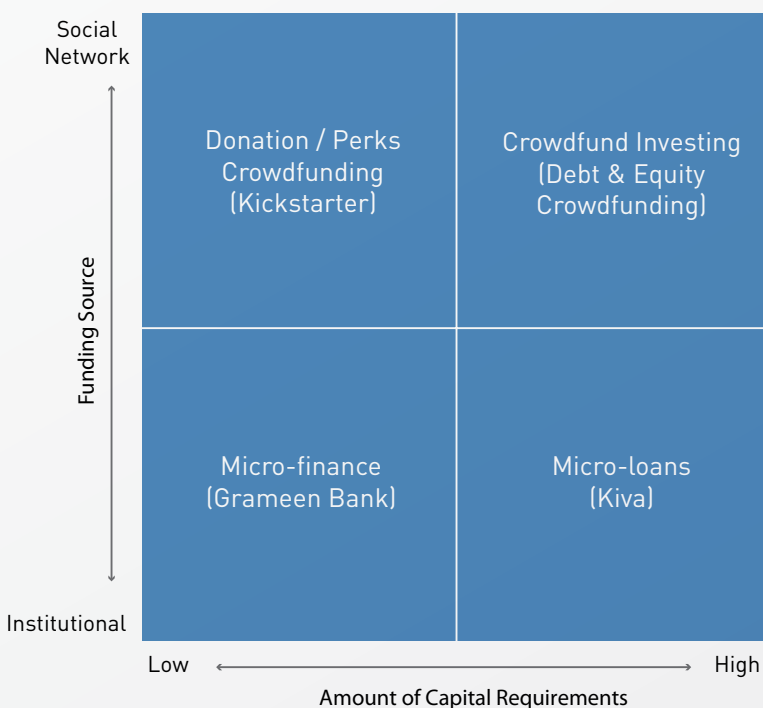 Social
Network
Donation / Perks
Crowdfunding
(Kickstarter)
Crowdfund Investing
(Debt & Equity
Crowdfunding)
Funding Source
Micro-finance
(Grameen Bank)
Micro-loans
(Kiva)
Institutional
Low
High
Amount of Capital Requirements